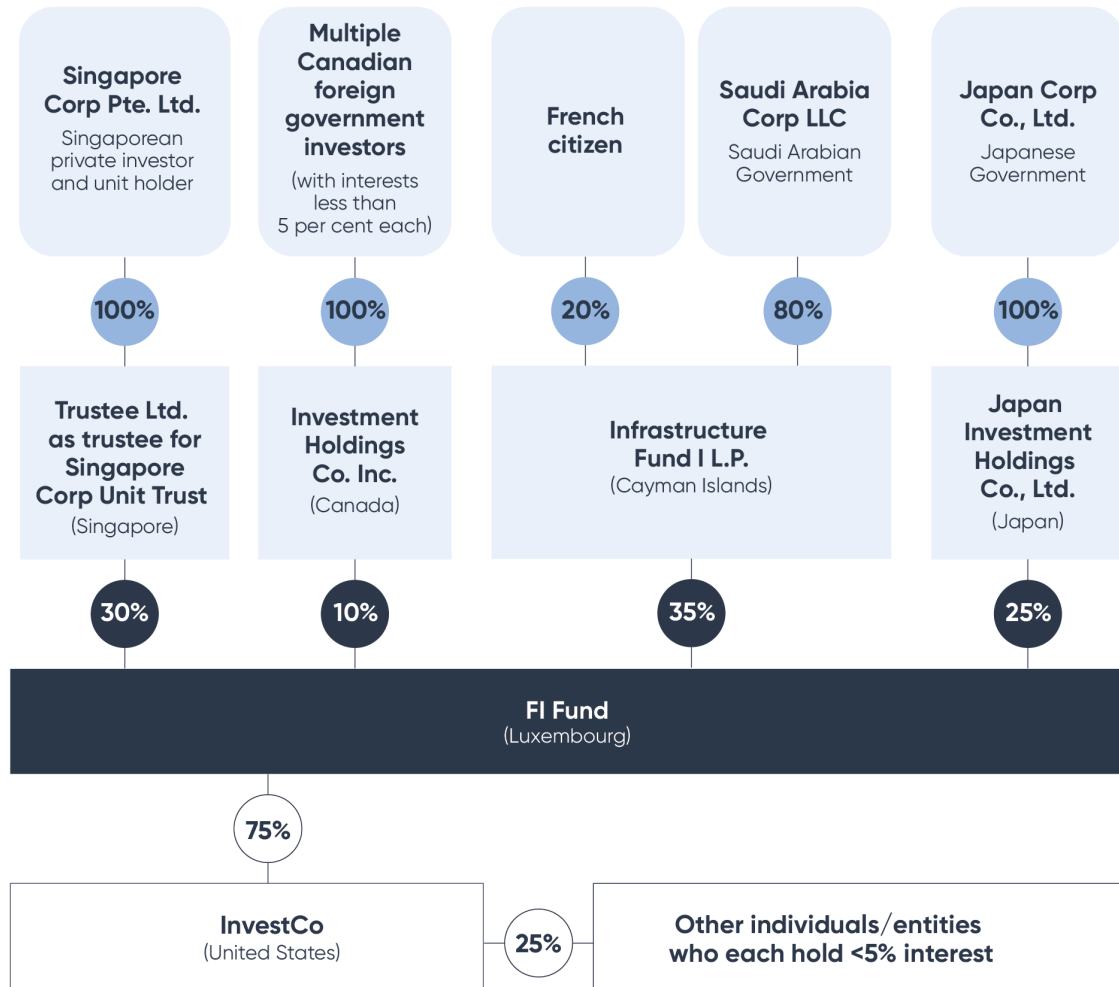 Singapore
Corp Pte. Ltd.
Singaporean
private investor
and unit holder
Multiple
Canadian
foreign
government
investors
(with interests
less than
5 per cent each)
French
citizen
Saudi Arabia
Corp LLC
Saudi Arabian
Government
Japan Corp
Co., Ltd.
Japanese
Government
100%
100%
20%
80%
100%
Trustee Ltd.
as trustee for
Singapore
Corp Unit Trust
(Singapore)
Investment
Holdings
Co. Inc.
(Canada)
Infrastructure
Fund I L.P.
(Cayman Islands)
Japan
Investment
Holdings
Co., Ltd.
(Japan)
30%
10%
35%
25%
FI Fund
(Luxembourg)
75%
InvestCo
(United States)
25%
Other individuals/entities
who each hold <5% interest